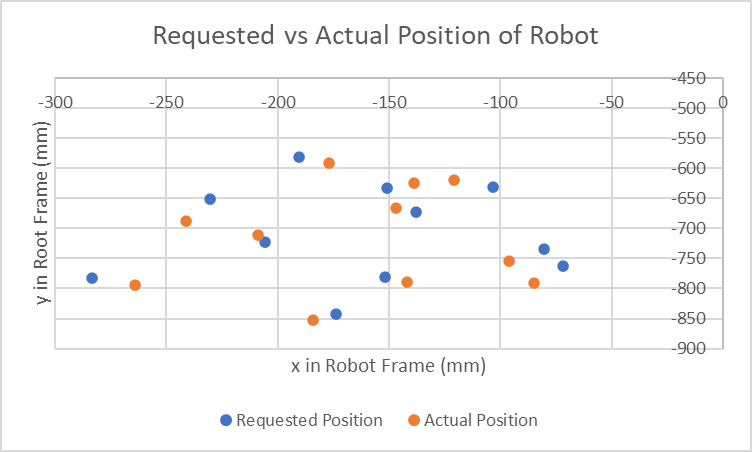 Requested vs Actual Position of Robot
-450
-300 -250 -200 -150 -100 -50 0
-500
-550
-600
-650
-700
-750
-800
-850
-900
y in Root Frame (mm)
x in Robot Frame (mm)
Requested Position Actual Position